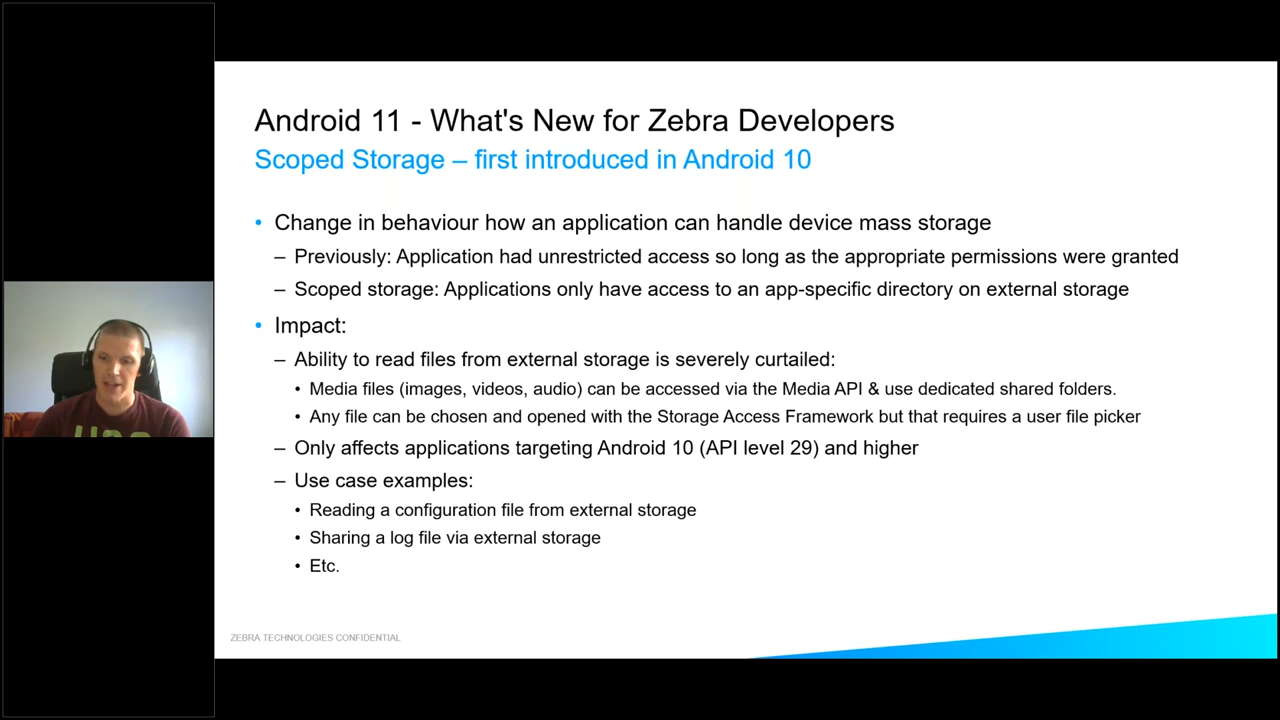 Android 11 - What's New for Zebra Developers
Scoped Storage – first introduced in Android 10
• Change in behaviour how an application can handle device mass storage
– Previously: Application had unrestricted access so long as the appropriate permissions were granted
– Scoped storage: Applications only have access to an app-specific directory on external storage
• Impact:
– Ability to read files from external storage is severely curtailed:
• Media files (images, videos, audio) can be accessed via the Media API & use dedicated shared folders.
• Any file can be chosen and opened with the Storage Access Framework but that requires a user file picker
– Only affects applications targeting Android 10 (API level 29) and higher
– Use case examples:
• Reading a configuration file from external storage
• Sharing a log file via external storage
• Etc.
ZEBRA TECHNOLOGIES CONFIDENTIAL